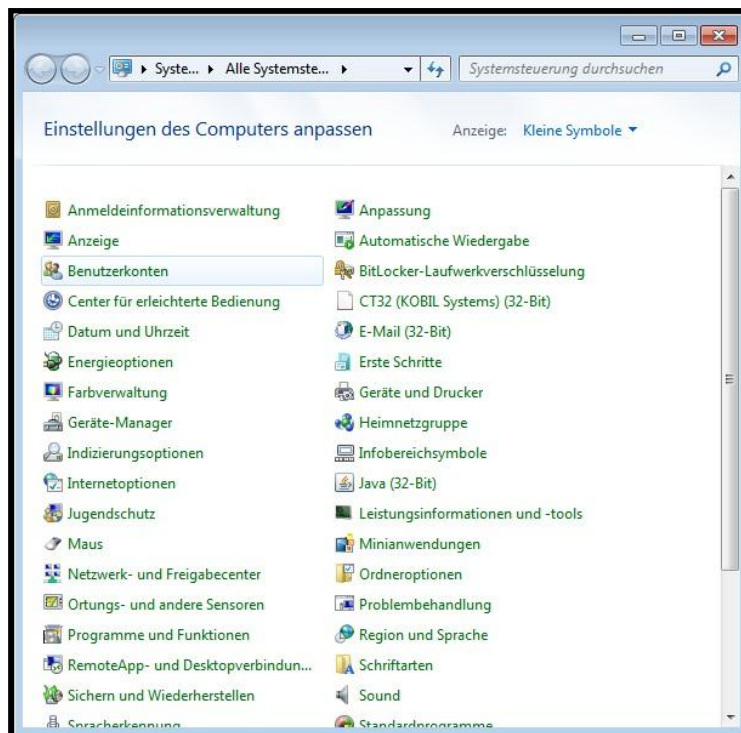 Syste... Alle Systemste... Systemsteuerung durchsuchen
Einstellungen des Computers anpassen Anzeige: Kleine Symbole
Anmeldeinformationsverwaltung Anpassung
Anzeige Automatische Wiedergabe
Benutzerkonten BitLocker-Laufwerkverschlüsselung
Center für erleichterte Bedienung CT32 (KOBIL Systems) (32-Bit)
Datum und Uhrzeit E-Mail (32-Bit)
Energieoptionen Erste Schritte
Farbverwaltung Geräte und Drucker
Geräte-Manager Heimnetzgruppe
Indizierungsoptionen Infobereichsymbole
Internetoptionen Java (32-Bit)
Jugendschutz Leistungsinformationen und -tools
Maus Minianwendungen
Netzwerk- und Freigabecenter Ordneroptionen
Ortungs- und andere Sensoren Problembehandlung
Programme und Funktionen Region und Sprache
RemoteApp- und Desktopverbindun... Schriftarten
Sichern und Wiederherstellen Sound
Spracherkennung Standardprogramme